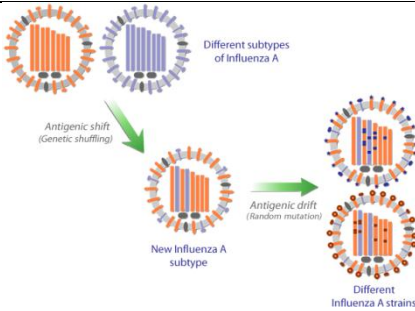 Different subtypes
of Influenza A
Antigenic shift
(Genetic shuffling)
New Influenza A
subtype
Antigenic drift
(Random mutation)
Different
Influenza A strains